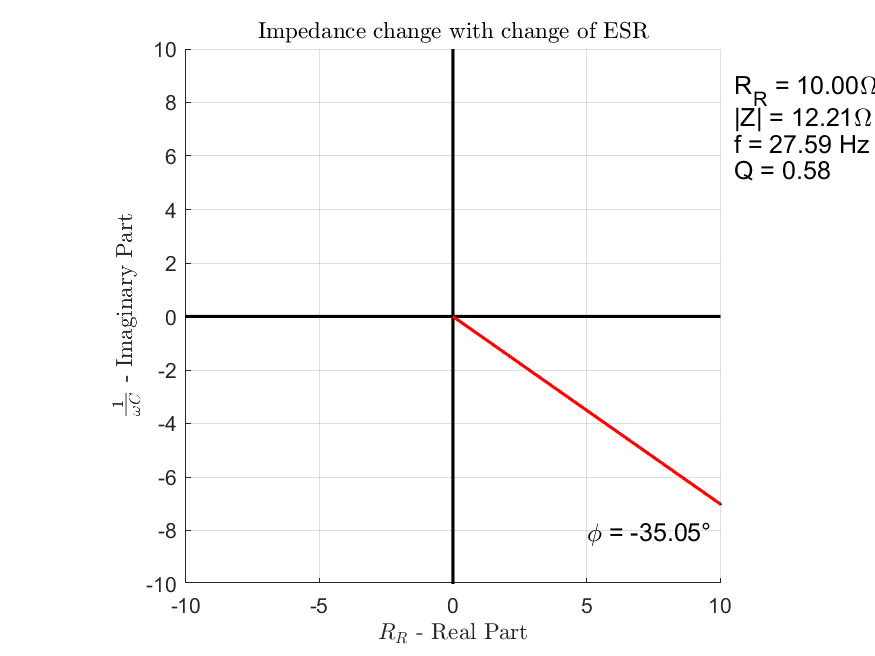 Impedance change with change of ESR
10
8
6
4
2
0
-2
-4
-6
-8
-10
1/ωC - Imaginary Part
-10
-5
0
5
10
R_R - Real Part
R_R = 10.00Ω
|Z| = 12.21Ω
f = 27.59 Hz
Q = 0.58
ϕ = -35.05°